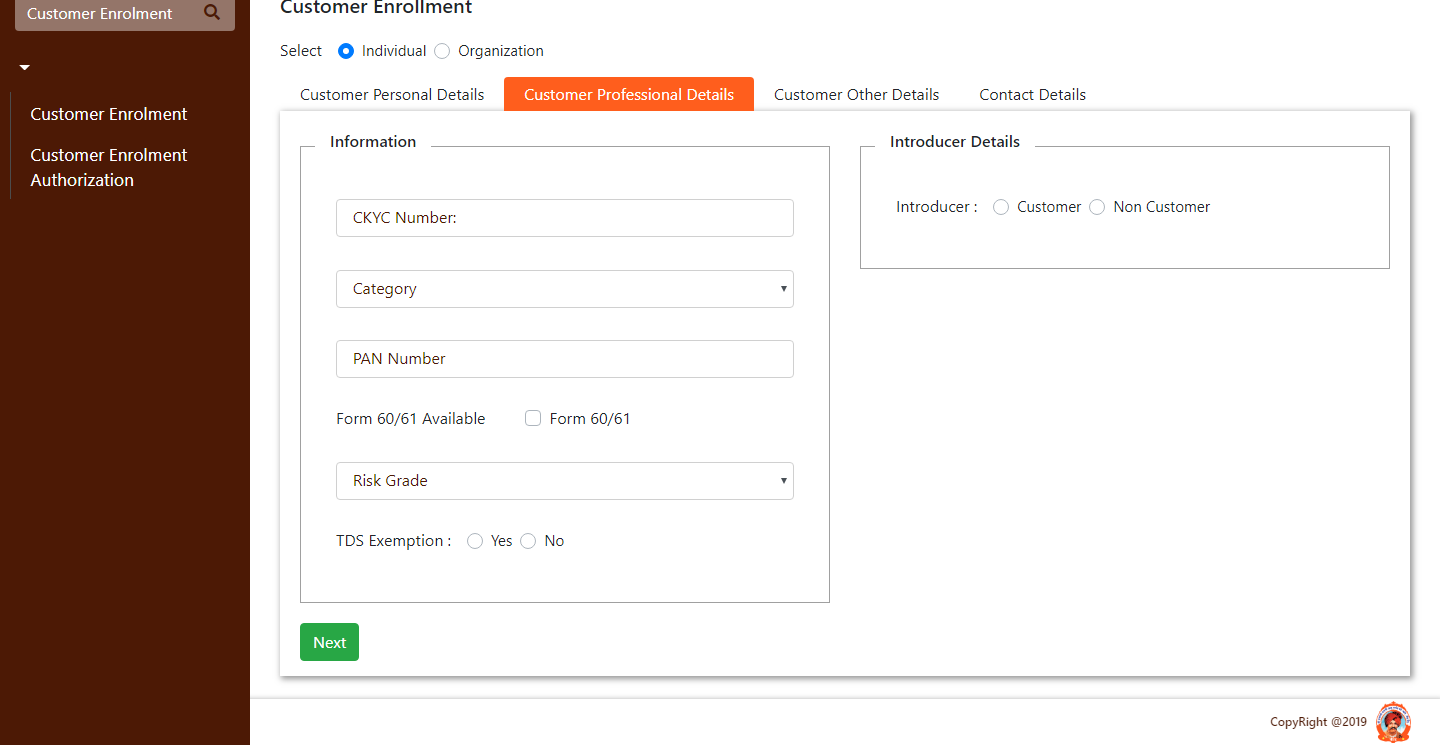 Customer Enrolment
Customer Enrolment
Customer Enrolment
Authorization
Customer Enrollment
Select Individual Organization
Customer Personal Details Customer Professional Details Customer Other Details Contact Details
Information
CKYC Number:
Category
PAN Number
Form 60/61 Available Form 60/61
Risk Grade
TDS Exemption : Yes No
Introducer Details
Introducer : Customer Non Customer
Next
CopyRight @2019